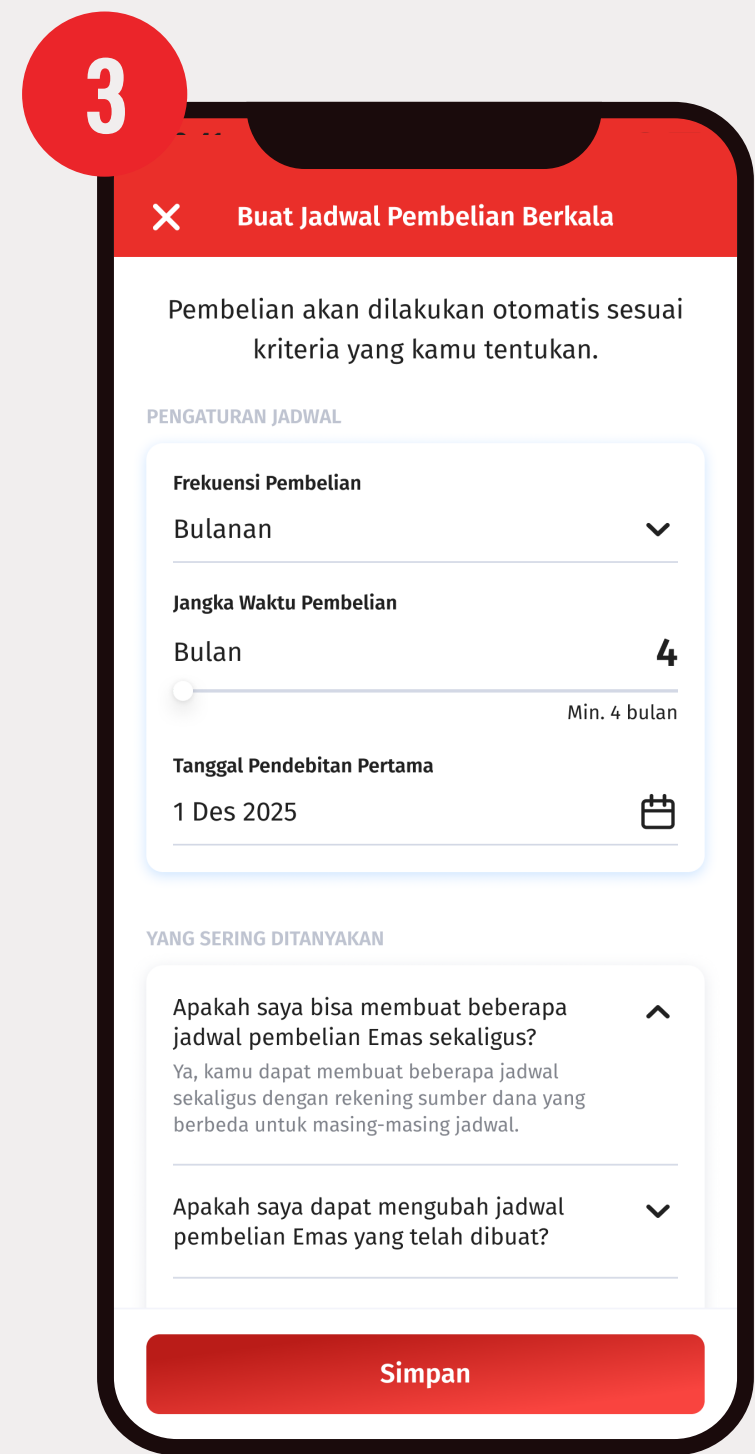 3
Buat Jadwal Pembelian Berkala
Pembelian akan dilakukan otomatis sesuai
kriteria yang kamu tentukan.
PENGATURAN JADWAL
Frekuensi Pembelian
Bulanan
Jangka Waktu Pembelian
Bulan 4
Min. 4 bulan
Tanggal Pendebitan Pertama
1 Des 2025
YANG SERING DITANYAKAN
Apakah saya bisa membuat beberapa
jadwal pembelian Emas sekaligus?
Ya, kamu dapat membuat beberapa jadwal
sekaligus dengan rekening sumber dana yang
berbeda untuk masing-masing jadwal.
Apakah saya dapat mengubah jadwal
pembelian Emas yang telah dibuat?
Simpan